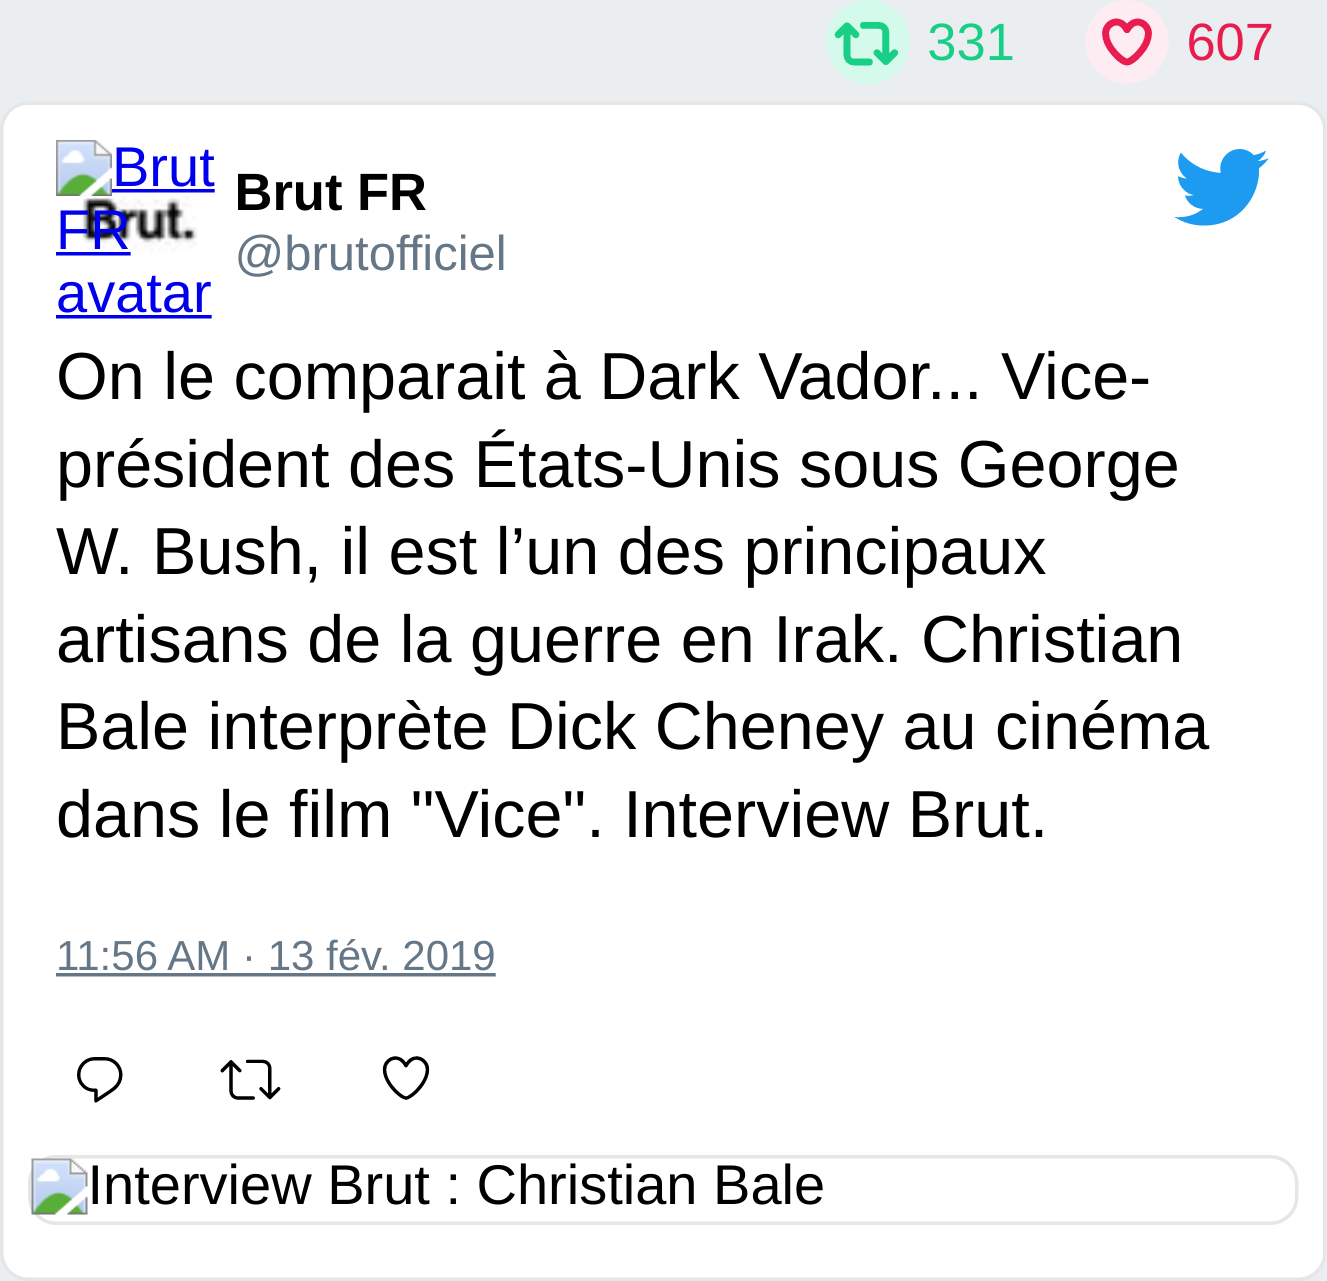 331 607
Brut
FR
avatar
Brut.
Brut FR
@brutofficiel
On le comparait à Dark Vador... Vice-
président des États-Unis sous George
W. Bush, il est l’un des principaux
artisans de la guerre en Irak. Christian
Bale interprète Dick Cheney au cinéma
dans le film "Vice". Interview Brut.
11:56 AM · 13 fév. 2019
Interview Brut : Christian Bale